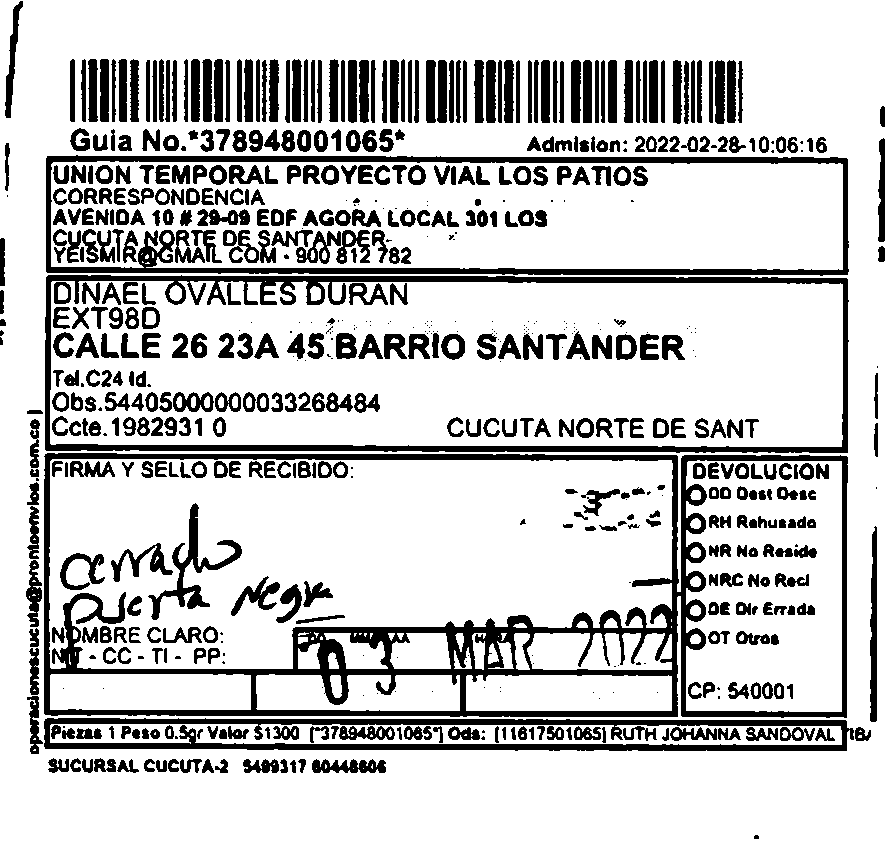 Guia No.*378948001065*
Admision: 2022-02-28-10:06:16
UNION TEMPORAL PROYECTO VIAL LOS PATIOS
CORRESPONDENCIA
AVENIDA 10 # 29-09 EDF AGORA LOCAL 301 LOS
CUCUTA NORTE DE SANTANDER-
YEISMIR@GMAIL COM - 900 812 782
DINAEL OVALLES DURAN
EXT98D
CALLE 26 23A 45 BARRIO SANTANDER
Tel.C24 Id.
Obs.54405000000033268484
Ccte.1982931 0
CUCUTA NORTE DE SANT
operacionescucuta@prontoenvios.com.co
FIRMA Y SELLO DE RECIBIDO:
cerrado
puerta Negra
NOMBRE CLARO:
NIT - CC - TI - PP:
03 MAR 2022
DEVOLUCION
DD Dest Desc
RH Rehusado
NR No Reside
NRC No Recl
DE Dir Errada
OT Otros
CP: 540001
Piezas 1 Peso 0.5gr Valor $1300 [*378948001065*] Ods: [11617501065] RUTH JOHANNA SANDOVAL
SUCURSAL CUCUTA-2 5499317 60448606